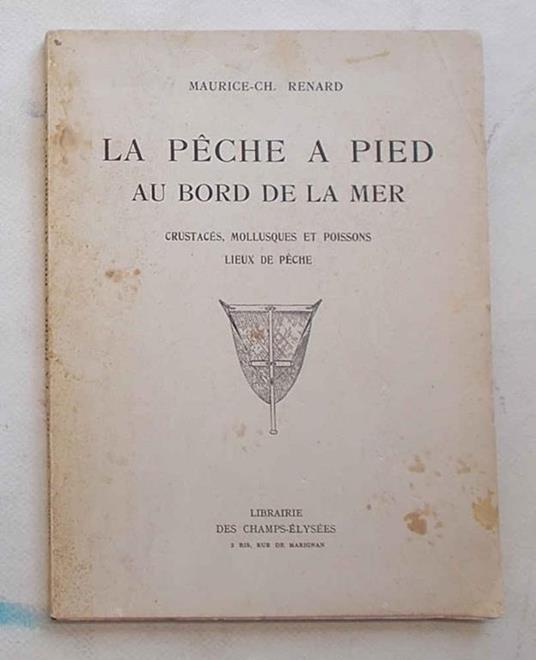 MAURICE-CH. RENARD
LA PÊCHE A PIED
AU BORD DE LA MER
CRUSTACÉS, MOLLUSQUES ET POISSONS
LIEUX DE PÊCHE
LIBRAIRIE
DES CHAMPS-ÉLYSÉES
2 BIS, RUE DE MARIGNAN